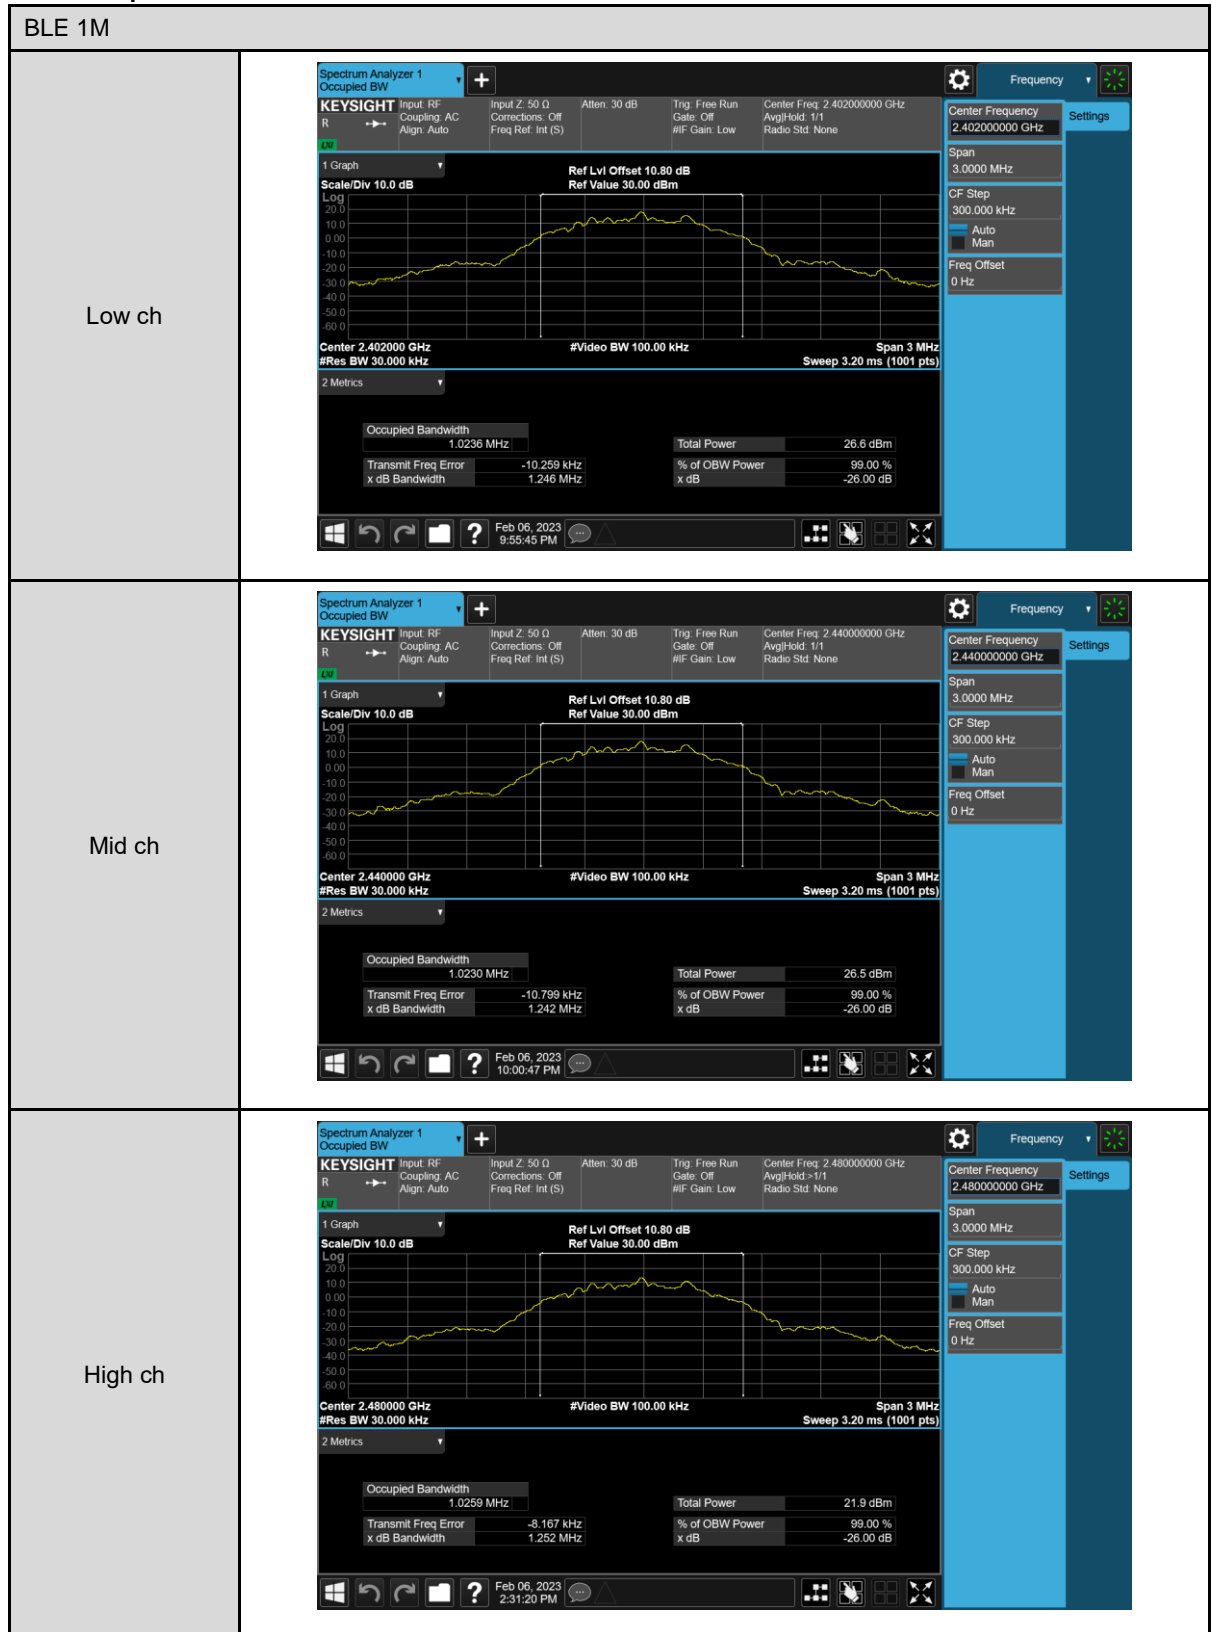 BLE 1M
Low ch
Spectrum Analyzer 1
Occupied BW
Frequency
KEYSIGHT
R
LXI
Input: RF
Coupling: AC
Align: Auto
Input Z: 50 Ω
Corrections: Off
Freq Ref: Int (S)
Atten: 30 dB
Trig: Free Run
Gate: Off
#IF Gain: Low
Center Freq: 2.402000000 GHz
Avg|Hold: 1/1
Radio Std: None
Center Frequency
2.402000000 GHz
Settings
Span
3.0000 MHz
CF Step
300.000 kHz
Auto
Man
Freq Offset
0 Hz
1 Graph
Scale/Div 10.0 dB
Ref Lvl Offset 10.80 dB
Ref Value 30.00 dBm
Log
20.0
10.0
0.00
-10.0
-20.0
-30.0
-40.0
-50.0
-60.0
Center 2.402000 GHz
#Res BW 30.000 kHz
#Video BW 100.00 kHz
Span 3 MHz
Sweep 3.20 ms (1001 pts)
2 Metrics
Occupied Bandwidth
1.0236 MHz
Total Power 26.6 dBm
Transmit Freq Error -10.259 kHz
% of OBW Power 99.00 %
x dB Bandwidth 1.246 MHz
x dB -26.00 dB
?
Feb 06, 2023
9:55:45 PM
Mid ch
Spectrum Analyzer 1
Occupied BW
Frequency
KEYSIGHT
R
LXI
Input: RF
Coupling: AC
Align: Auto
Input Z: 50 Ω
Corrections: Off
Freq Ref: Int (S)
Atten: 30 dB
Trig: Free Run
Gate: Off
#IF Gain: Low
Center Freq: 2.440000000 GHz
Avg|Hold: 1/1
Radio Std: None
Center Frequency
2.440000000 GHz
Settings
Span
3.0000 MHz
CF Step
300.000 kHz
Auto
Man
Freq Offset
0 Hz
1 Graph
Scale/Div 10.0 dB
Ref Lvl Offset 10.80 dB
Ref Value 30.00 dBm
Log
20.0
10.0
0.00
-10.0
-20.0
-30.0
-40.0
-50.0
-60.0
Center 2.440000 GHz
#Res BW 30.000 kHz
#Video BW 100.00 kHz
Span 3 MHz
Sweep 3.20 ms (1001 pts)
2 Metrics
Occupied Bandwidth
1.0230 MHz
Total Power 26.5 dBm
Transmit Freq Error -10.799 kHz
% of OBW Power 99.00 %
x dB Bandwidth 1.242 MHz
x dB -26.00 dB
?
Feb 06, 2023
10:00:47 PM
High ch
Spectrum Analyzer 1
Occupied BW
Frequency
KEYSIGHT
R
LXI
Input: RF
Coupling: AC
Align: Auto
Input Z: 50 Ω
Corrections: Off
Freq Ref: Int (S)
Atten: 30 dB
Trig: Free Run
Gate: Off
#IF Gain: Low
Center Freq: 2.480000000 GHz
Avg|Hold:>1/1
Radio Std: None
Center Frequency
2.480000000 GHz
Settings
Span
3.0000 MHz
CF Step
300.000 kHz
Auto
Man
Freq Offset
0 Hz
1 Graph
Scale/Div 10.0 dB
Ref Lvl Offset 10.80 dB
Ref Value 30.00 dBm
Log
20.0
10.0
0.00
-10.0
-20.0
-30.0
-40.0
-50.0
-60.0
Center 2.480000 GHz
#Res BW 30.000 kHz
#Video BW 100.00 kHz
Span 3 MHz
Sweep 3.20 ms (1001 pts)
2 Metrics
Occupied Bandwidth
1.0259 MHz
Total Power 21.9 dBm
Transmit Freq Error -8.167 kHz
% of OBW Power 99.00 %
x dB Bandwidth 1.252 MHz
x dB -26.00 dB
?
Feb 06, 2023
2:31:20 PM